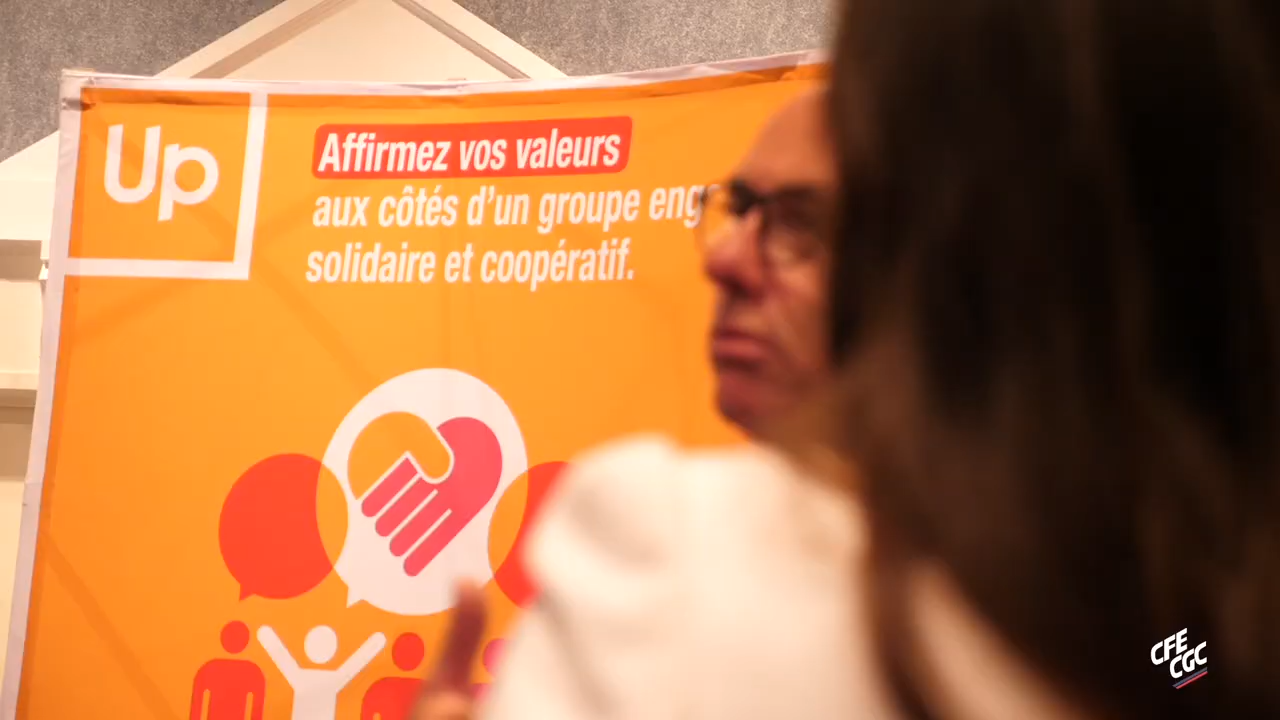 Up
Affirmez vos valeurs
aux côtés d'un groupe
solidaire et coopératif.
CFE
CGC